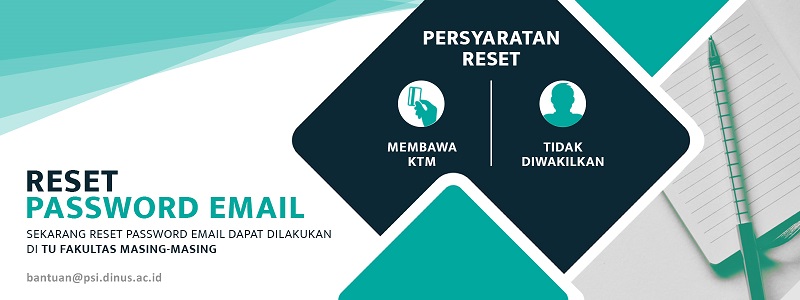 PERSYARATAN
RESET
MEMBAWA
KTM
TIDAK
DIWAKILKAN
RESET
PASSWORD EMAIL
SEKARANG RESET PASSWORD EMAIL DAPAT DILAKUKAN
DI TU FAKULTAS MASING-MASING
bantuan@psi.dinus.ac.id